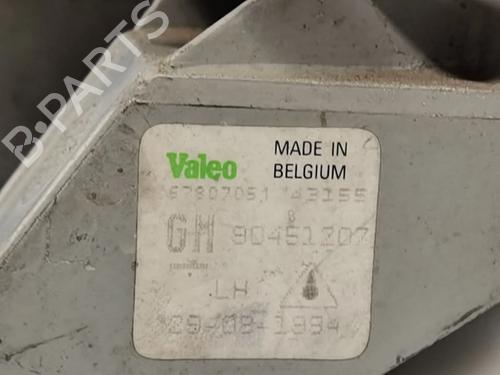 B-PARTS
Valeo
MADE IN
BELGIUM
67807051 43155
B
GM 90451207
LH
29-08-1994